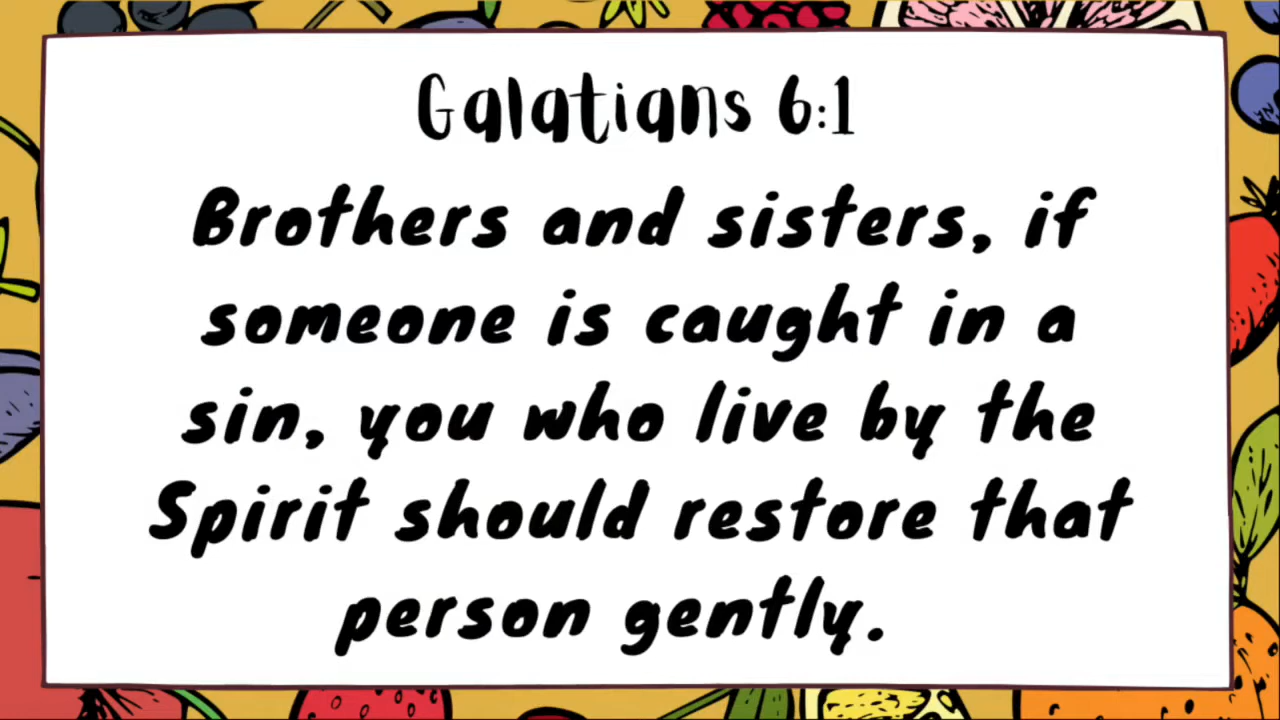 Galatians 6:1
Brothers and sisters, if
someone is caught in a
sin, you who live by the
Spirit should restore that
person gently.